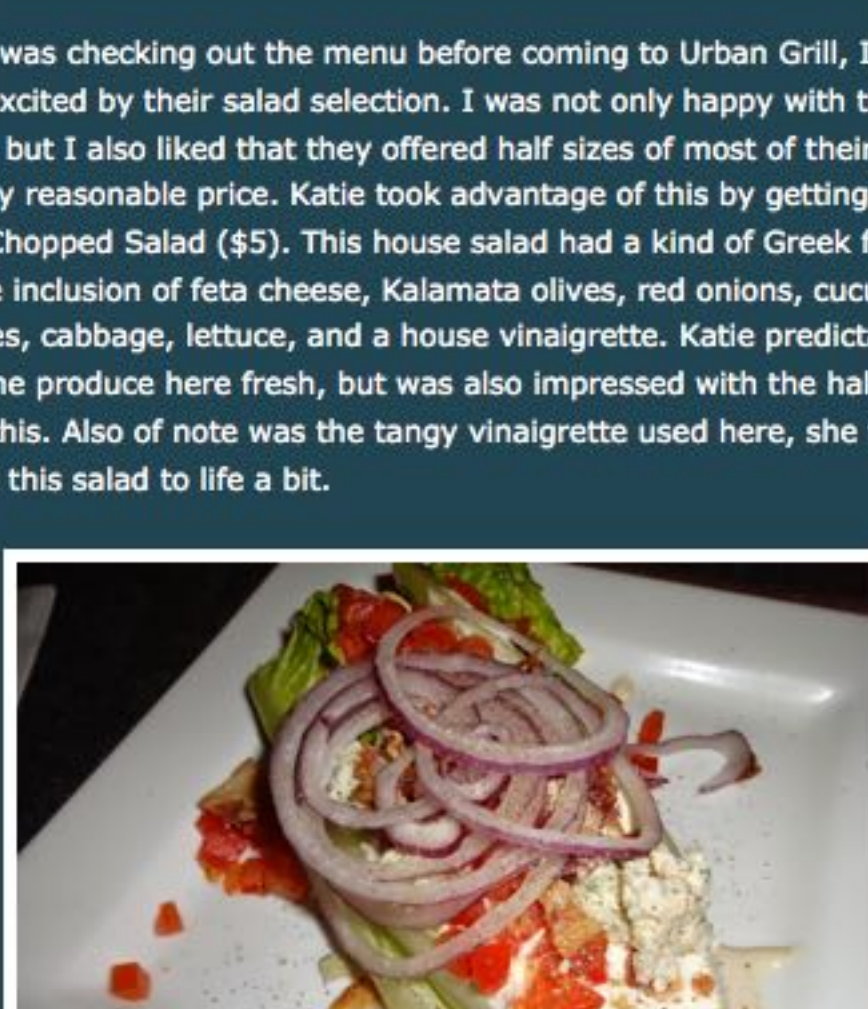 was checking out the menu before coming to Urban Grill, I
xcited by their salad selection. I was not only happy with t
but I also liked that they offered half sizes of most of their
y reasonable price. Katie took advantage of this by getting
Chopped Salad ($5). This house salad had a kind of Greek f
e inclusion of feta cheese, Kalamata olives, red onions, cucu
es, cabbage, lettuce, and a house vinaigrette. Katie predict
he produce here fresh, but was also impressed with the hal
this. Also of note was the tangy vinaigrette used here, she
this salad to life a bit.